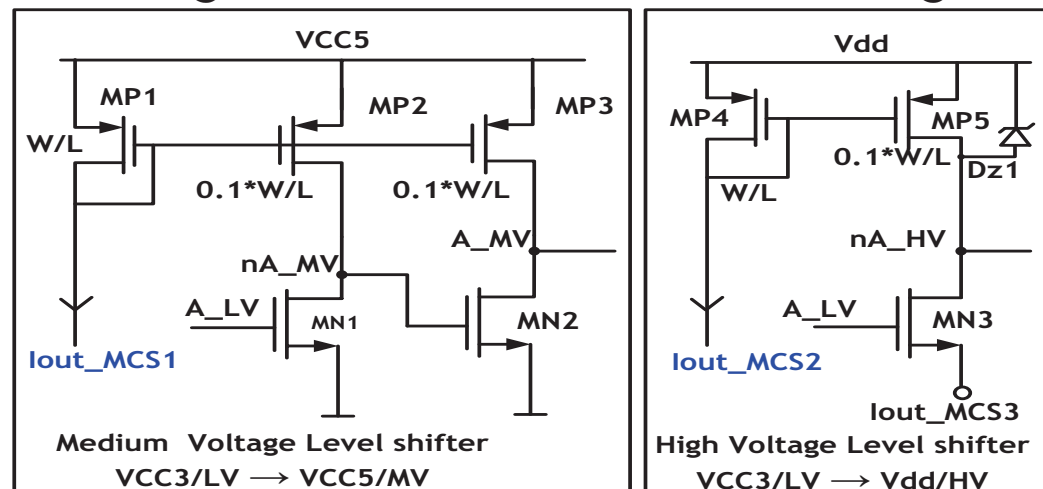 VCC5
MP1
MP2
MP3
W/L
0.1*W/L
0.1*W/L
A_MV
nA_MV
A_LV
MN1
MN2
Iout_MCS1
Medium Voltage Level shifter
VCC3/LV → VCC5/MV
Vdd
MP4
MP5
0.1*W/L
Dz1
W/L
nA_HV
A_LV
MN3
Iout_MCS2
Iout_MCS3
High Voltage Level shifter
VCC3/LV → Vdd/HV